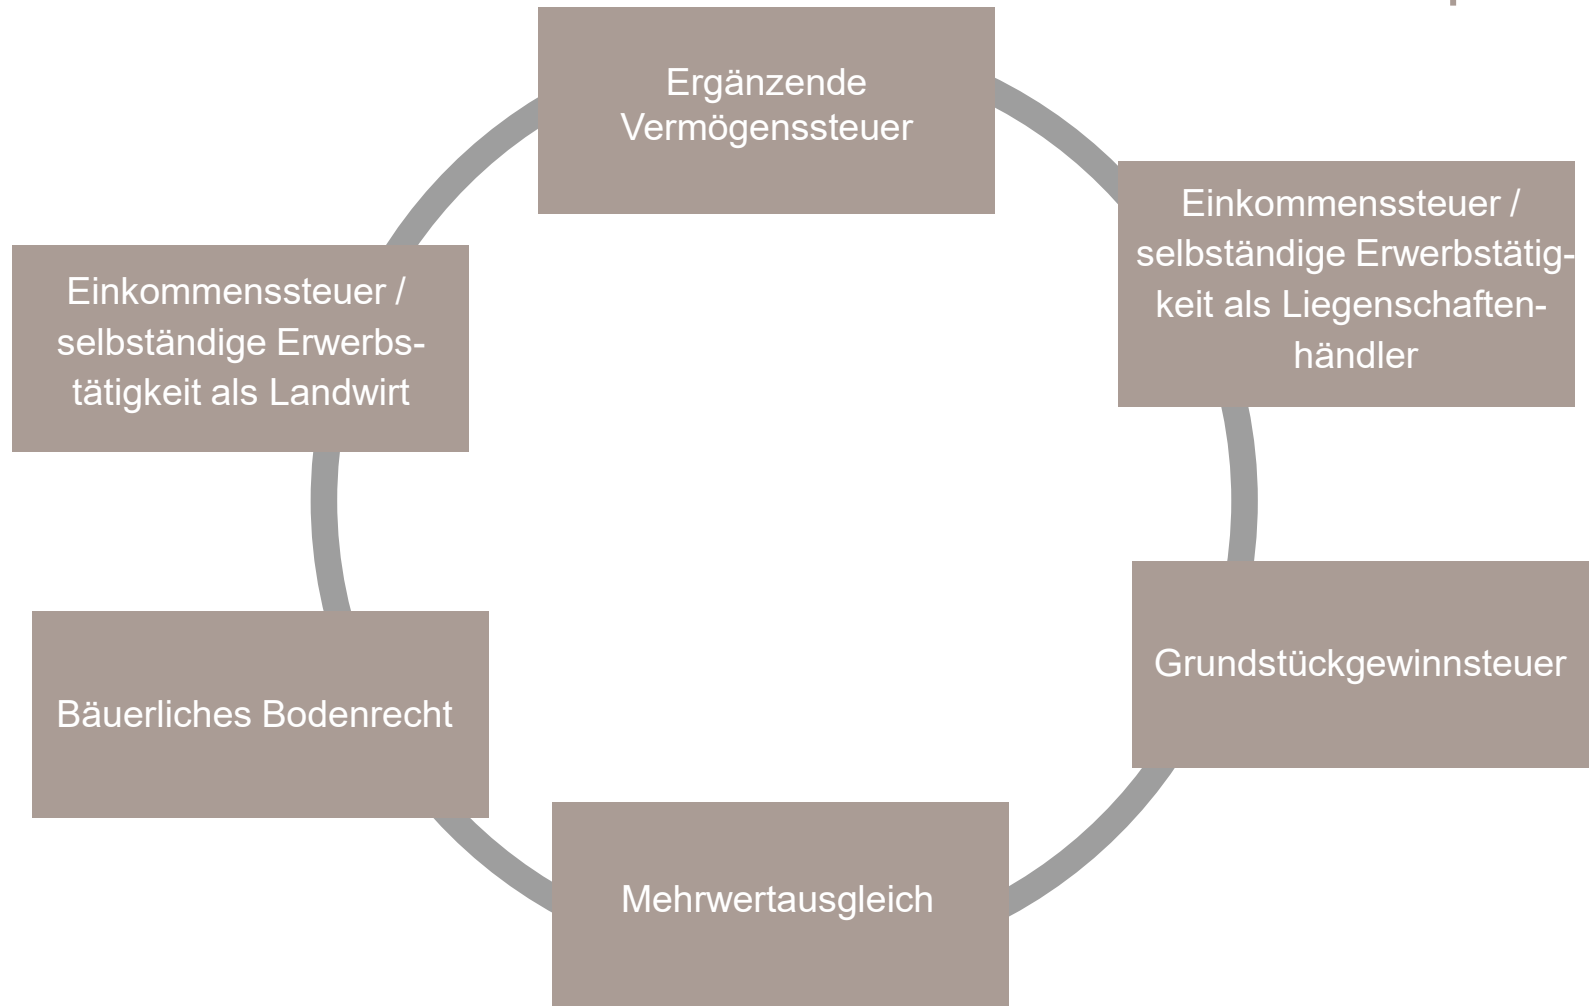 Ergänzende
Vermögenssteuer
Einkommenssteuer /
selbständige Erwerbstätig-
keit als Liegenschaften-
händler
Grundstückgewinnsteuer
Mehrwertausgleich
Bäuerliches Bodenrecht
Einkommenssteuer /
selbständige Erwerbs-
tätigkeit als Landwirt